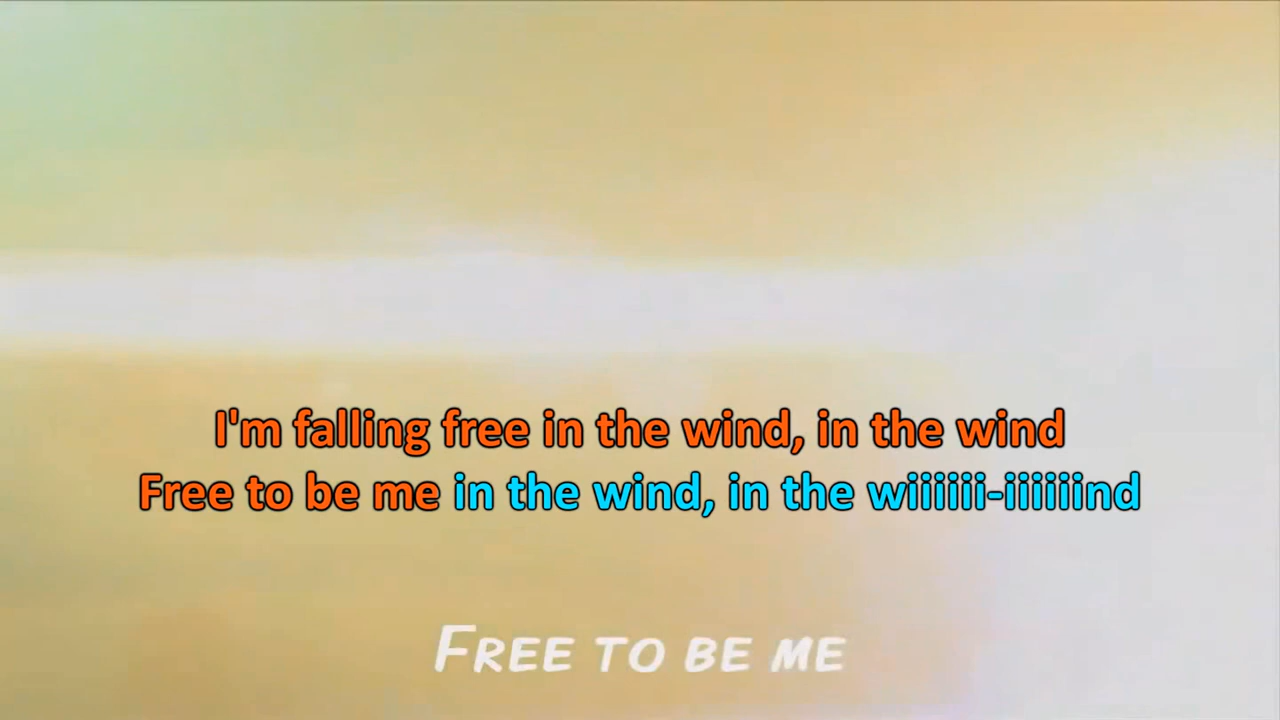 I'm falling free in the wind, in the wind
Free to be me in the wind, in the wiiiiii-iiiiiind
FREE TO BE ME